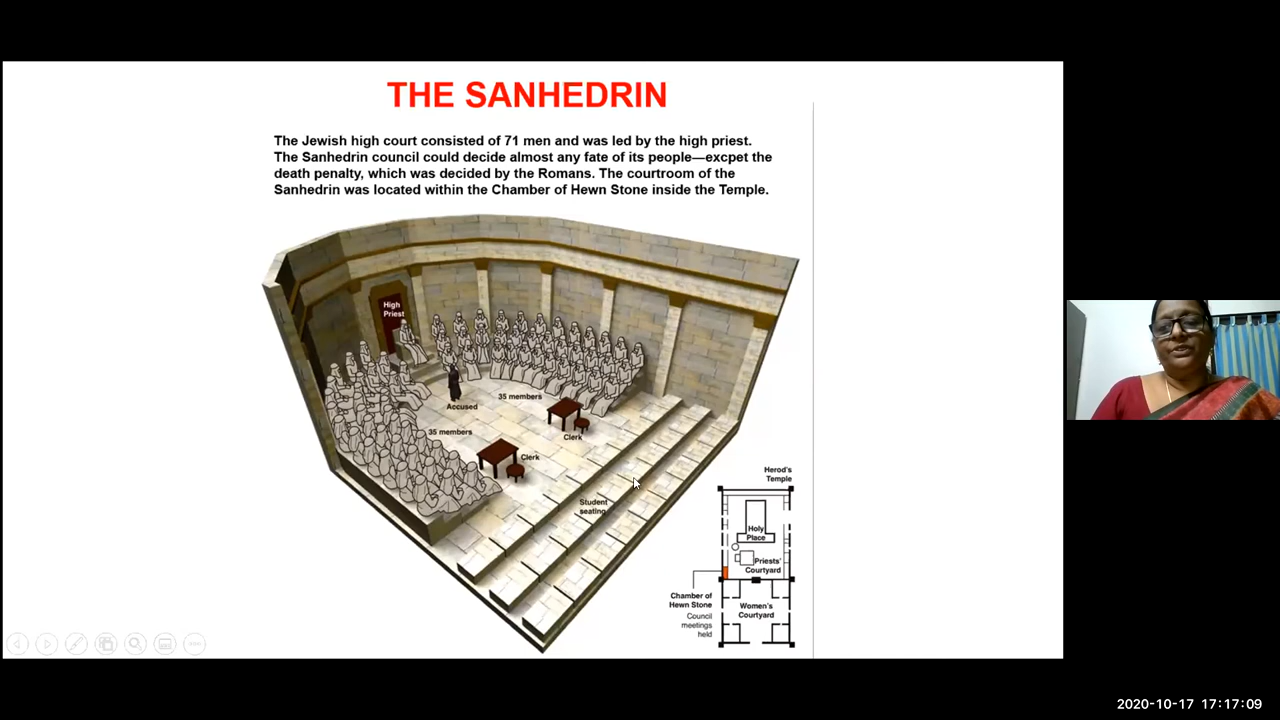 THE SANHEDRIN
The Jewish high court consisted of 71 men and was led by the high priest.
The Sanhedrin council could decide almost any fate of its people—excpet the
death penalty, which was decided by the Romans. The courtroom of the
Sanhedrin was located within the Chamber of Hewn Stone inside the Temple.
High
Priest
Accused
35 members
35 members
Clerk
Clerk
Student
seating
Herod's
Temple
Holy
Place
Priests'
Courtyard
Chamber of
Hewn Stone
Council
meetings
held
Women's
Courtyard
2020-10-17 17:17:09